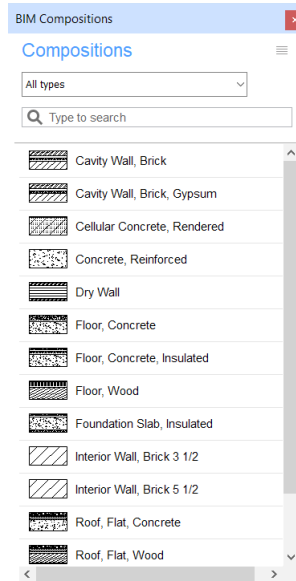 BIM Compositions
Compositions
All types
Type to search
Cavity Wall, Brick
Cavity Wall, Brick, Gypsum
Cellular Concrete, Rendered
Concrete, Reinforced
Dry Wall
Floor, Concrete
Floor, Concrete, Insulated
Floor, Wood
Foundation Slab, Insulated
Interior Wall, Brick 3 1/2
Interior Wall, Brick 5 1/2
Roof, Flat, Concrete
Roof, Flat, Wood